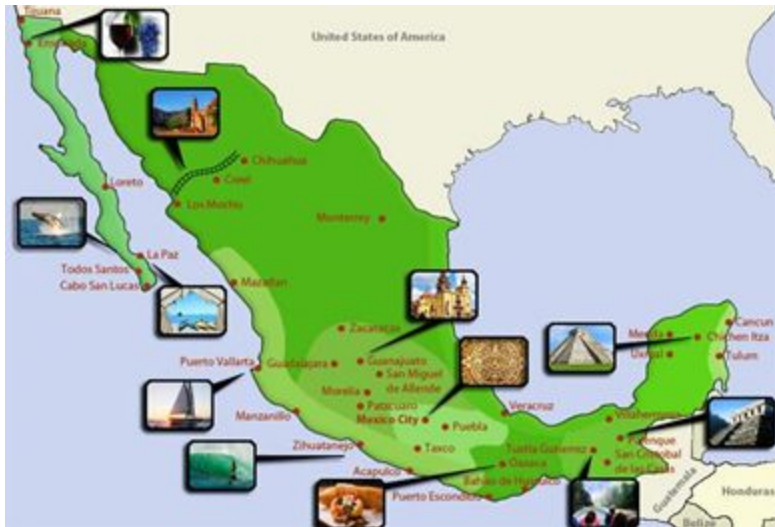 Tijuana
United States of America
Ensenada
Chihuahua
Creel
Loreto
Los Mochis
Monterrey
La Paz
Todos Santos
Cabo San Lucas
Mazatlan
Zacatecas
Cancun
Merida
Chichen Itza
Puerto Vallarta
Guadalajara
Guanajuato
Uxmal
Tulum
San Miguel
de Allende
Morelia
Patzcuaro
Manzanillo
Mexico City
Veracruz
Villahermosa
Puebla
Zihuatanejo
Palenque
Taxco
Tuxtla Gutierrez
San Cristobal
de las Casas
Oaxaca
Acapulco
Bahias de Huatulco
Puerto Escondido
Guatemala
Honduras
Belize